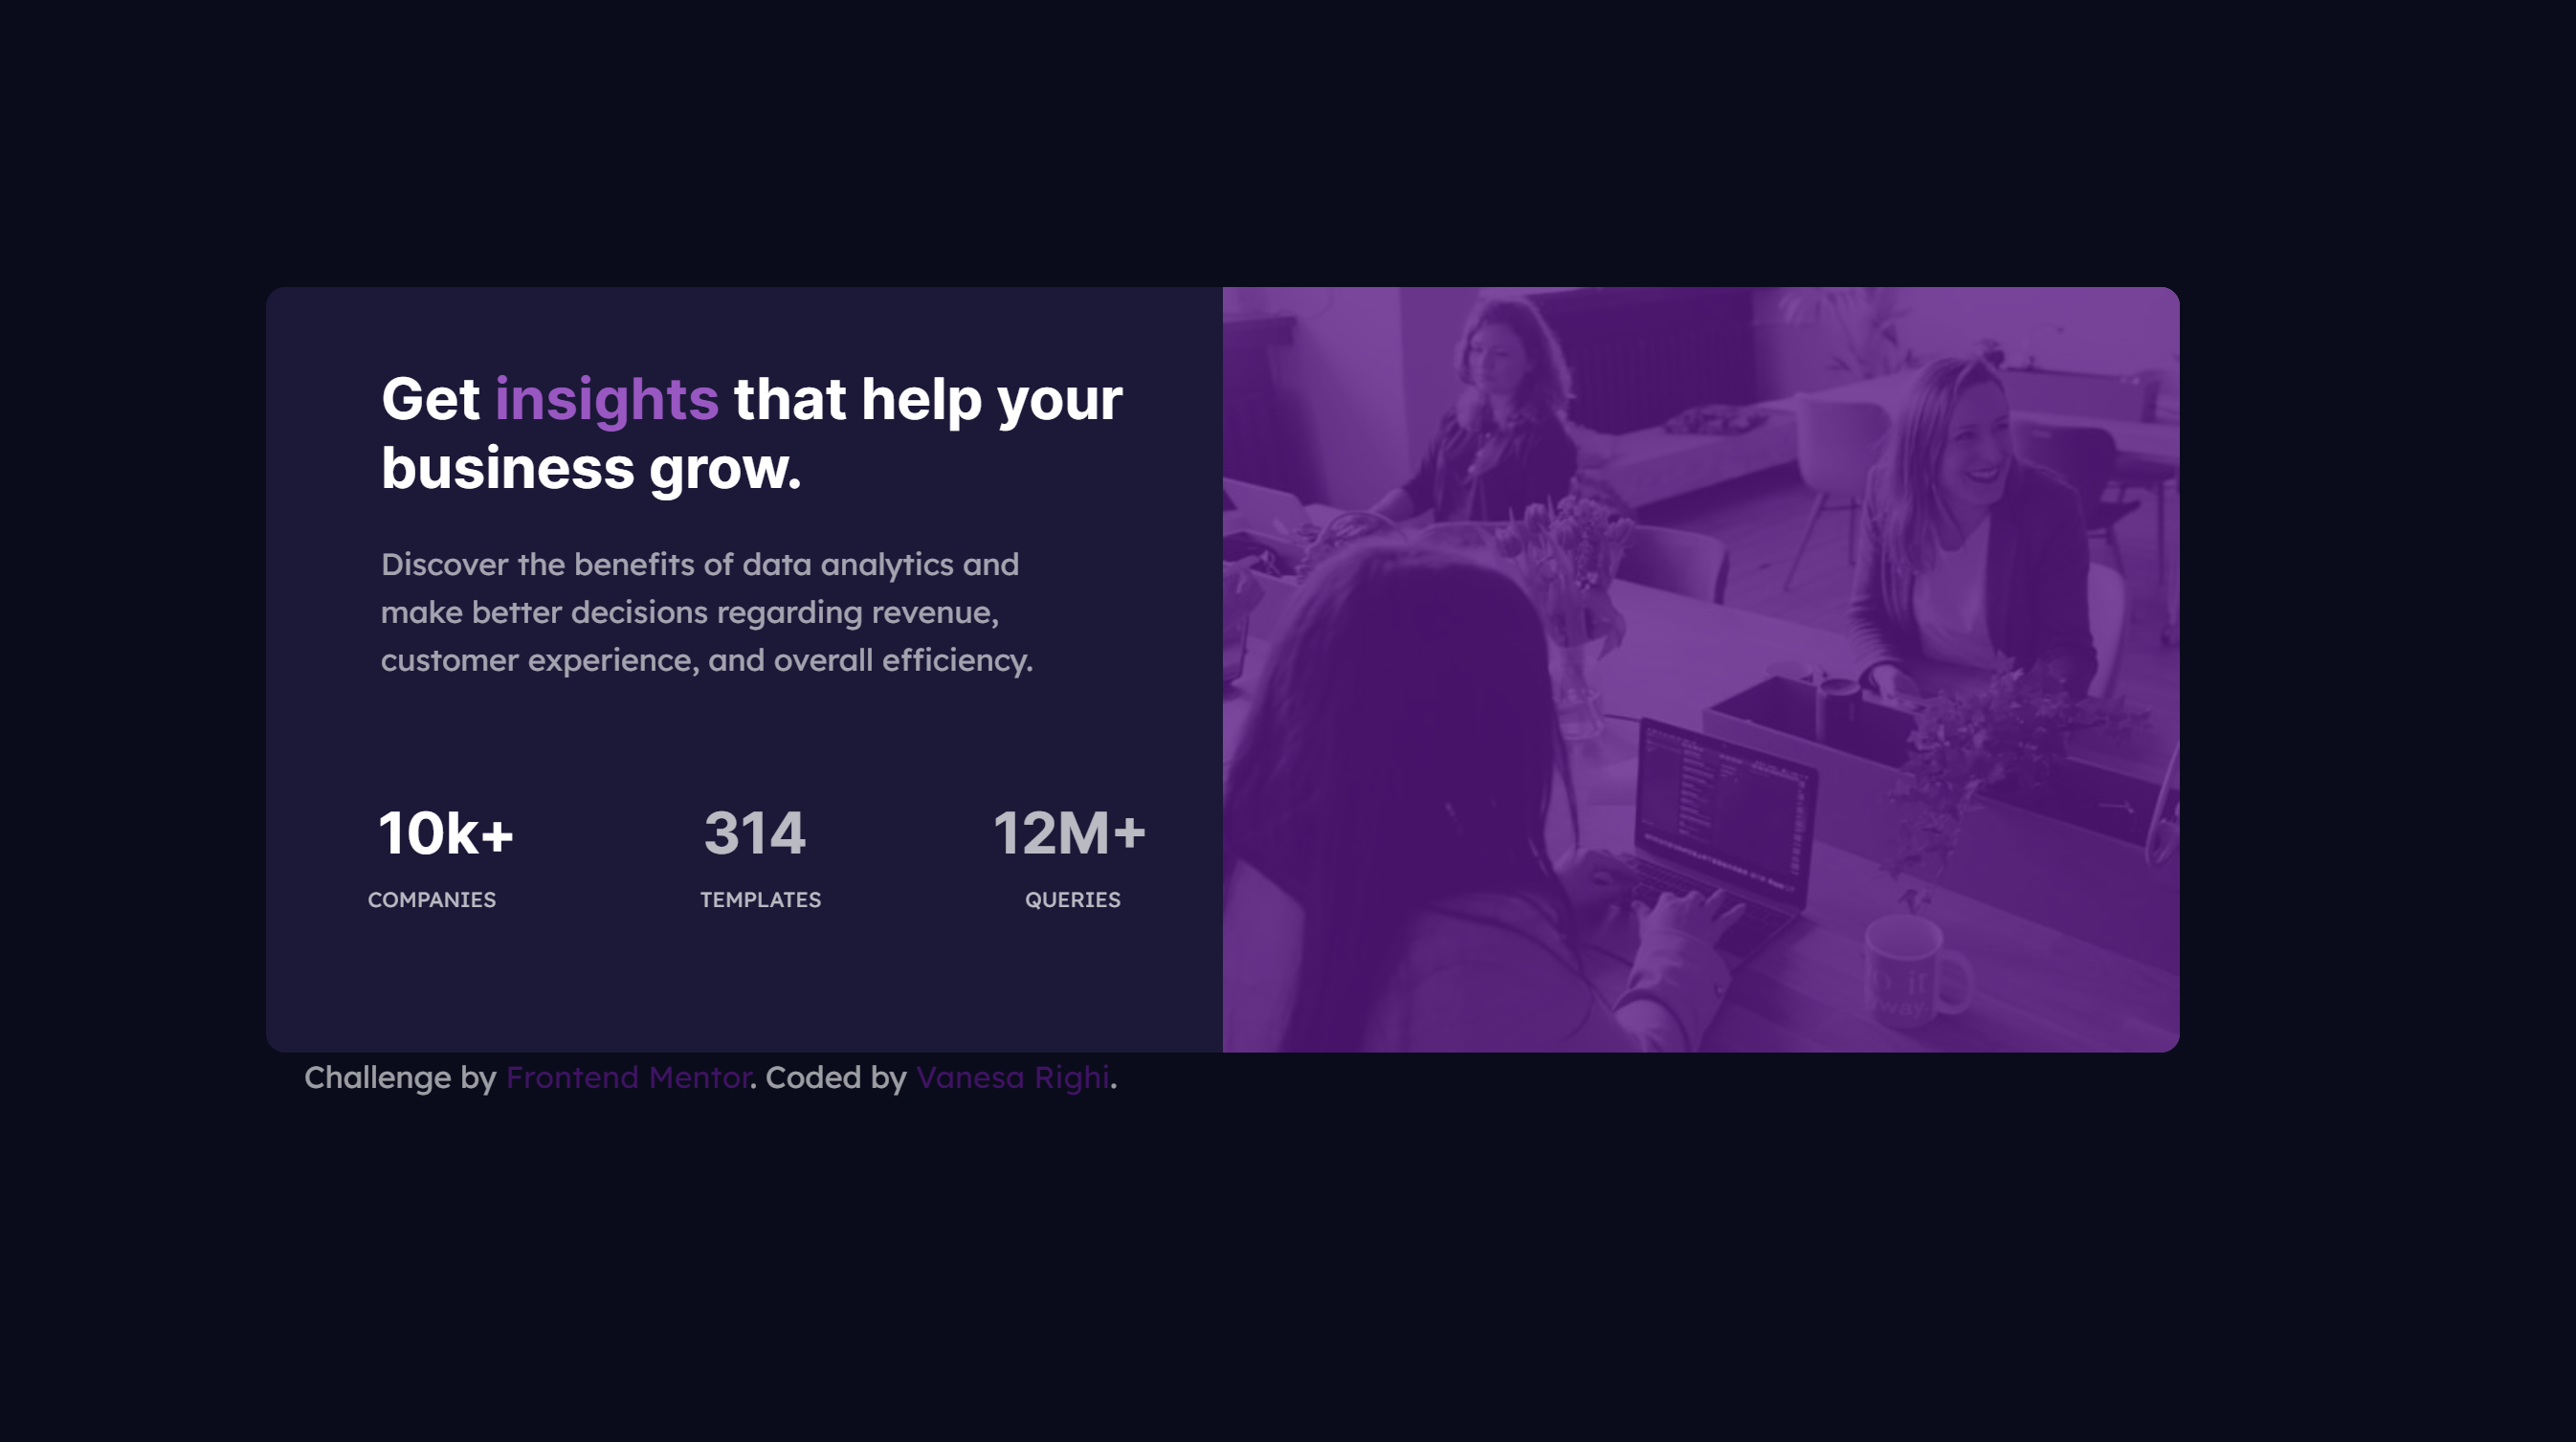 Get insights that help your
business grow.
Discover the benefits of data analytics and
make better decisions regarding revenue,
customer experience, and overall efficiency.
10k+ 314 12M+
COMPANIES TEMPLATES QUERIES
Challenge by Frontend Mentor. Coded by Vanesa Righi.
it
way.